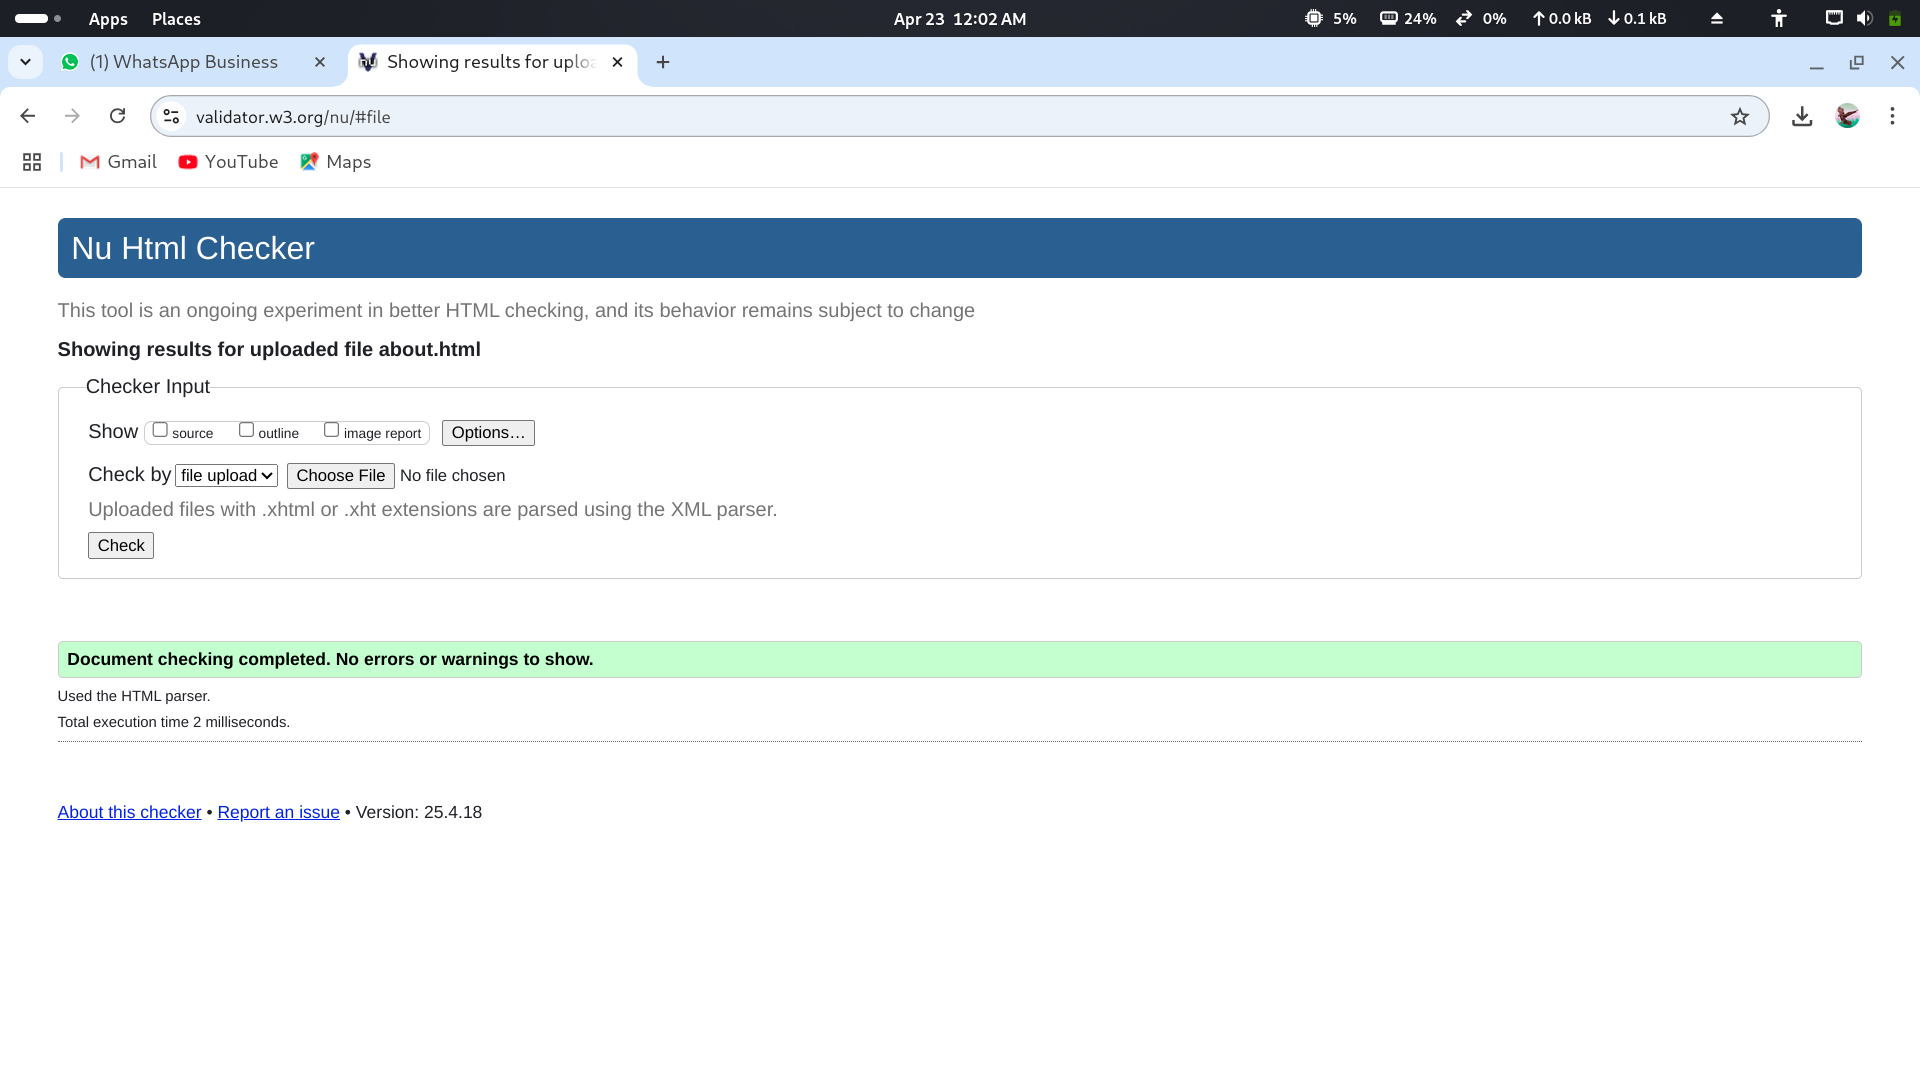 Apps Places Apr 23 12:02 AM 5% 24% 0% 0.0 kB 0.1 kB
(1) WhatsApp Business Showing results for uploa
validator.w3.org/nu/#file
Gmail YouTube Maps
Nu Html Checker
This tool is an ongoing experiment in better HTML checking, and its behavior remains subject to change
Showing results for uploaded file about.html
Checker Input
Show source outline image report Options…
Check by file upload Choose File No file chosen
Uploaded files with .xhtml or .xht extensions are parsed using the XML parser.
Check
Document checking completed. No errors or warnings to show.
Used the HTML parser.
Total execution time 2 milliseconds.
About this checker • Report an issue • Version: 25.4.18